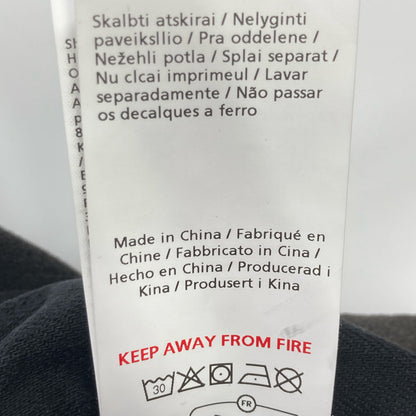 Skalbti atskirai / Nelyginti
paveiksllio / Pra oddelene /
Nežehli potla / Splai separat /
Nu clcai imprimeul / Lavar
separadamente / Não passar
os decalques a ferro
Made in China / Fabriqué en
Chine / Fabbricato in Cina /
Hecho en China / Producerad i
Kina / Produsert i Kina
KEEP AWAY FROM FIRE
30
FR